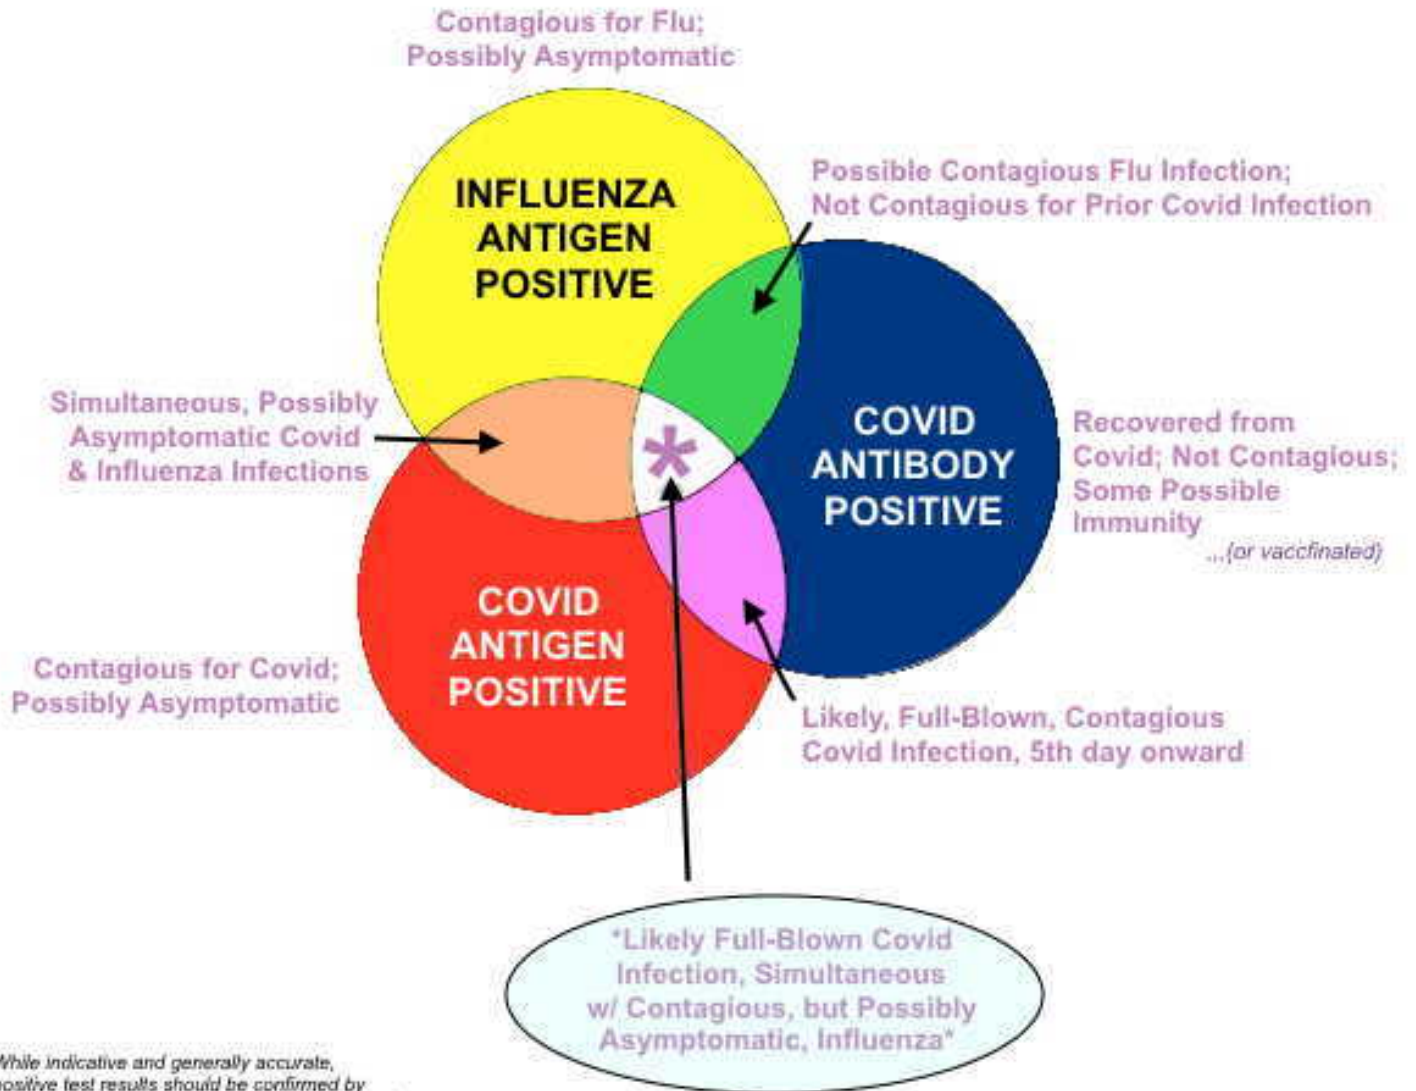 Contagious for Flu;
Possibly Asymptomatic
INFLUENZA
ANTIGEN
POSITIVE
Possible Contagious Flu Infection;
Not Contagious for Prior Covid Infection
Simultaneous, Possibly
Asymptomatic Covid
& Influenza Infections
*
COVID
ANTIBODY
POSITIVE
Recovered from
Covid; Not Contagious;
Some Possible
Immunity
...(or vaccfinated)
COVID
ANTIGEN
POSITIVE
Contagious for Covid;
Possibly Asymptomatic
Likely, Full-Blown, Contagious
Covid Infection, 5th day onward
*Likely Full-Blown Covid
Infection, Simultaneous
w/ Contagious, but Possibly
Asymptomatic, Influenza*
While indicative and generally accurate,
positive test results should be confirmed by